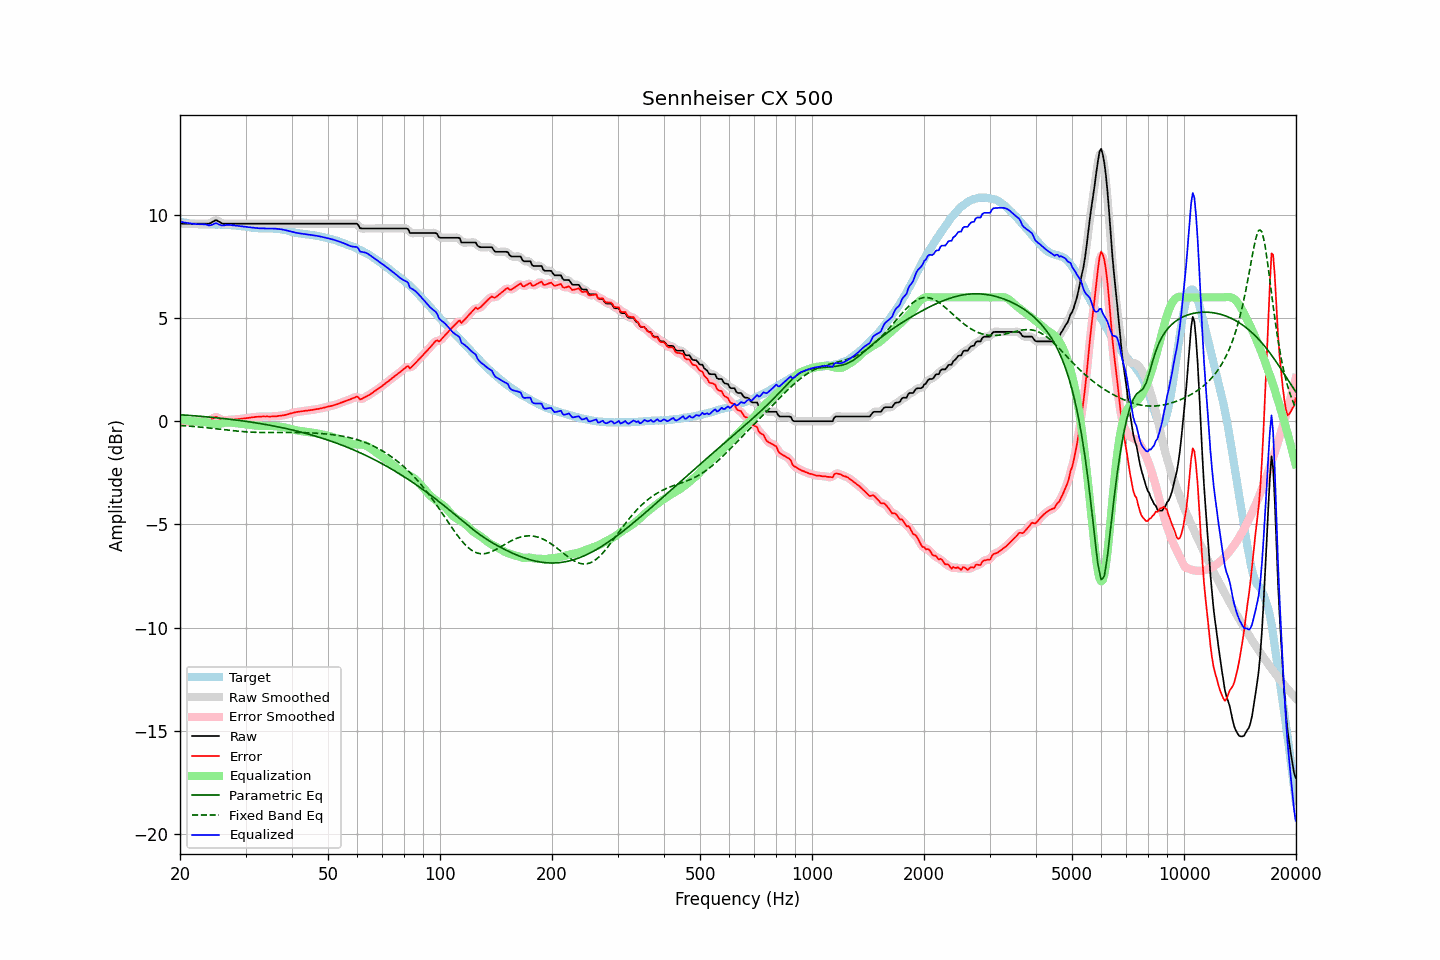 Sennheiser CX 500
Amplitude (dBr)
10
5
0
−5
−10
−15
−20
Target
Raw Smoothed
Error Smoothed
Raw
Error
Equalization
Parametric Eq
Fixed Band Eq
Equalized
20 50 100 200 500 1000 2000 5000 10000 20000
Frequency (Hz)